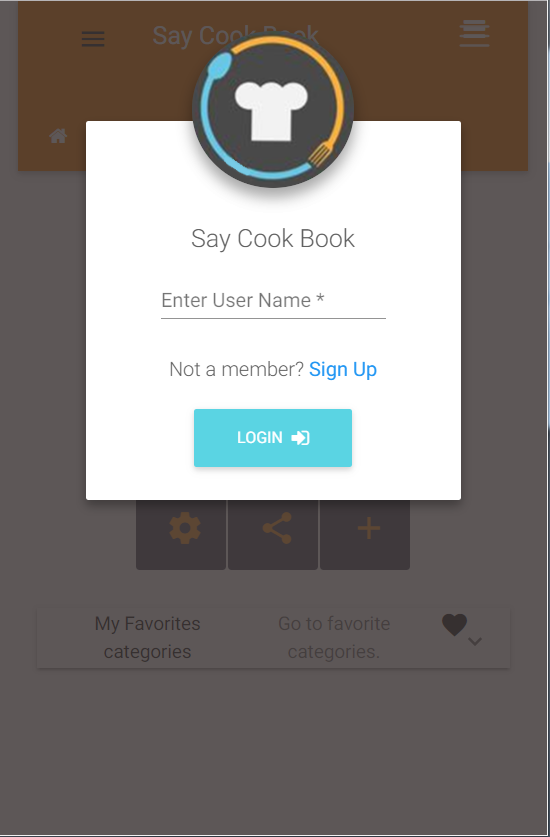 Say Cook Book
Say Cook Book
Enter User Name *
Not a member? Sign Up
LOGIN
My Favorites
categories
Go to favorite
categories.